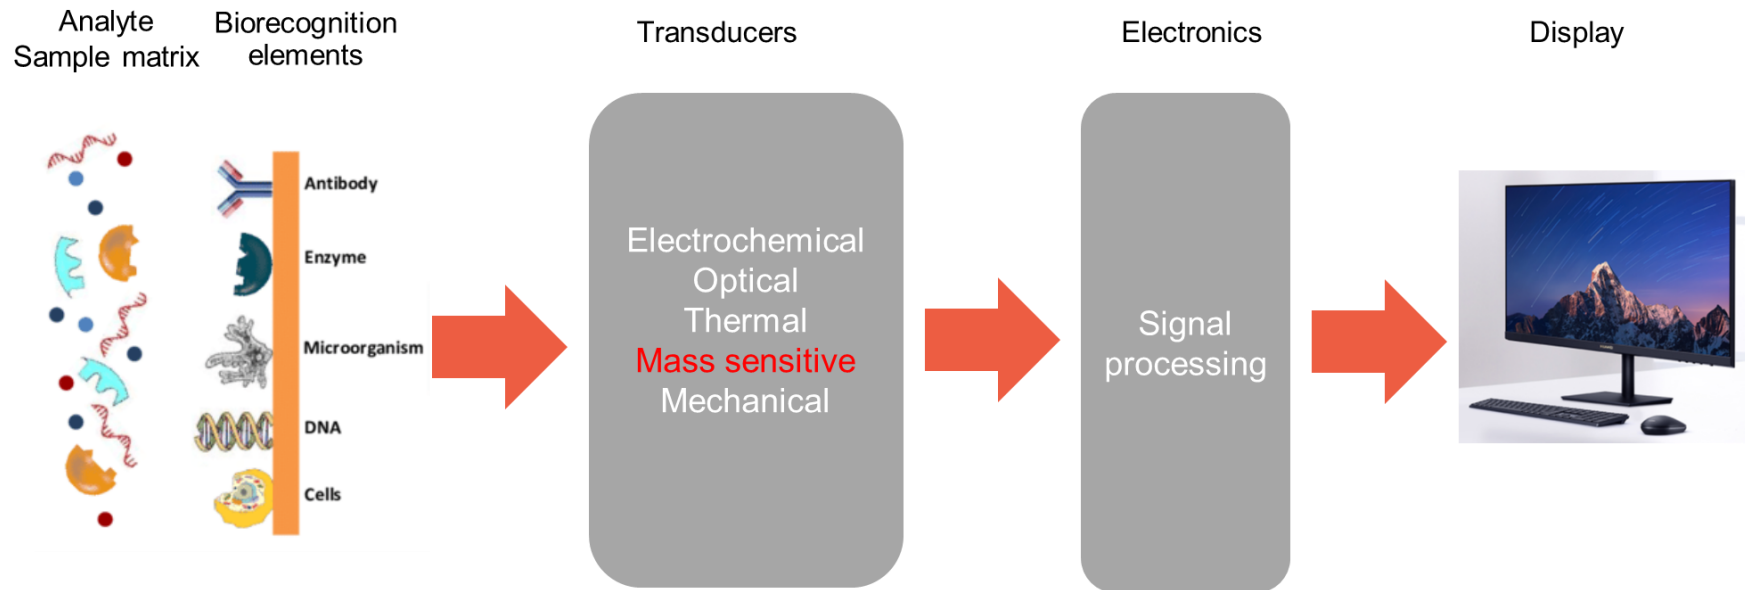 Analyte
Sample matrix
Biorecognition
elements
Transducers
Electronics
Display
Antibody
Enzyme
Microorganism
DNA
Cells
Electrochemical
Optical
Thermal
Mass sensitive
Mechanical
Signal
processing